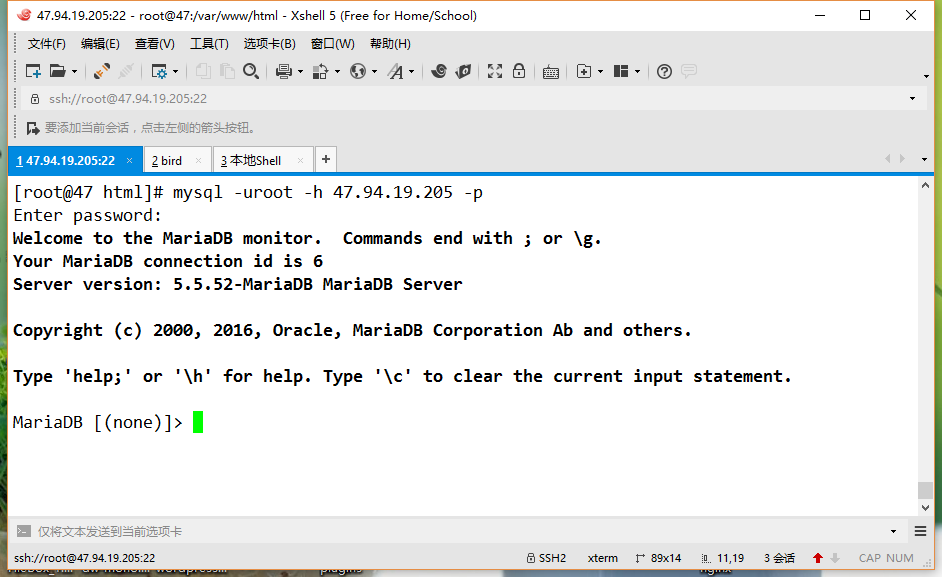 47.94.19.205:22 - root@47:/var/www/html - Xshell 5 (Free for Home/School)
文件(F) 编辑(E) 查看(V) 工具(T) 选项卡(B) 窗口(W) 帮助(H)
ssh://root@47.94.19.205:22
要添加当前会话，点击左侧的箭头按钮。
1 47.94.19.205:22 × 2 bird × 3 本地Shell × +
[root@47 html]# mysql -uroot -h 47.94.19.205 -p
Enter password:
Welcome to the MariaDB monitor.  Commands end with ; or \g.
Your MariaDB connection id is 6
Server version: 5.5.52-MariaDB MariaDB Server
Copyright (c) 2000, 2016, Oracle, MariaDB Corporation Ab and others.
Type 'help;' or '\h' for help. Type '\c' to clear the current input statement.
MariaDB [(none)]>
仅将文本发送到当前选项卡
ssh://root@47.94.19.205:22 SSH2 xterm 89x14 11,19 3 会话 CAP NUM